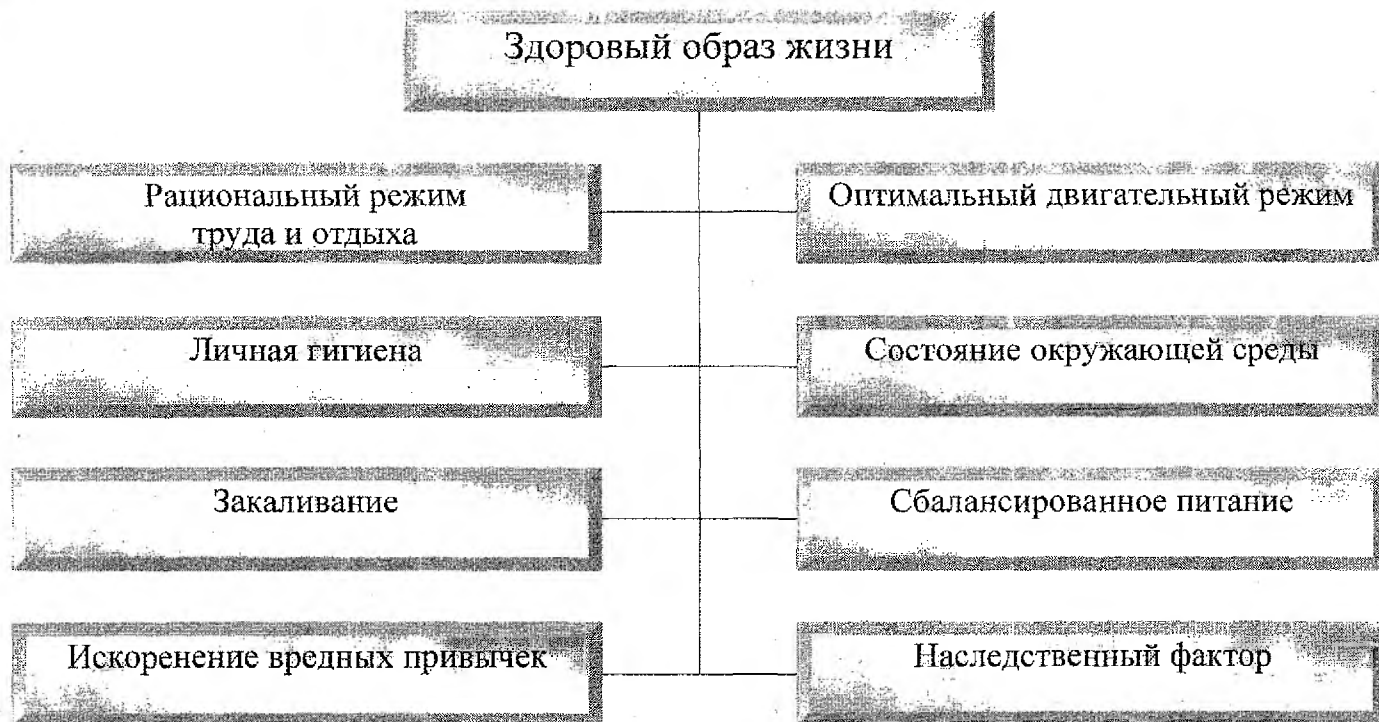 Здоровый образ жизни
Рациональный режим
труда и отдыха
Оптимальный двигательный режим
Личная гигиена
Состояние окружающей среды
Закаливание
Сбалансированное питание
Искоренение вредных привычек
Наследственный фактор